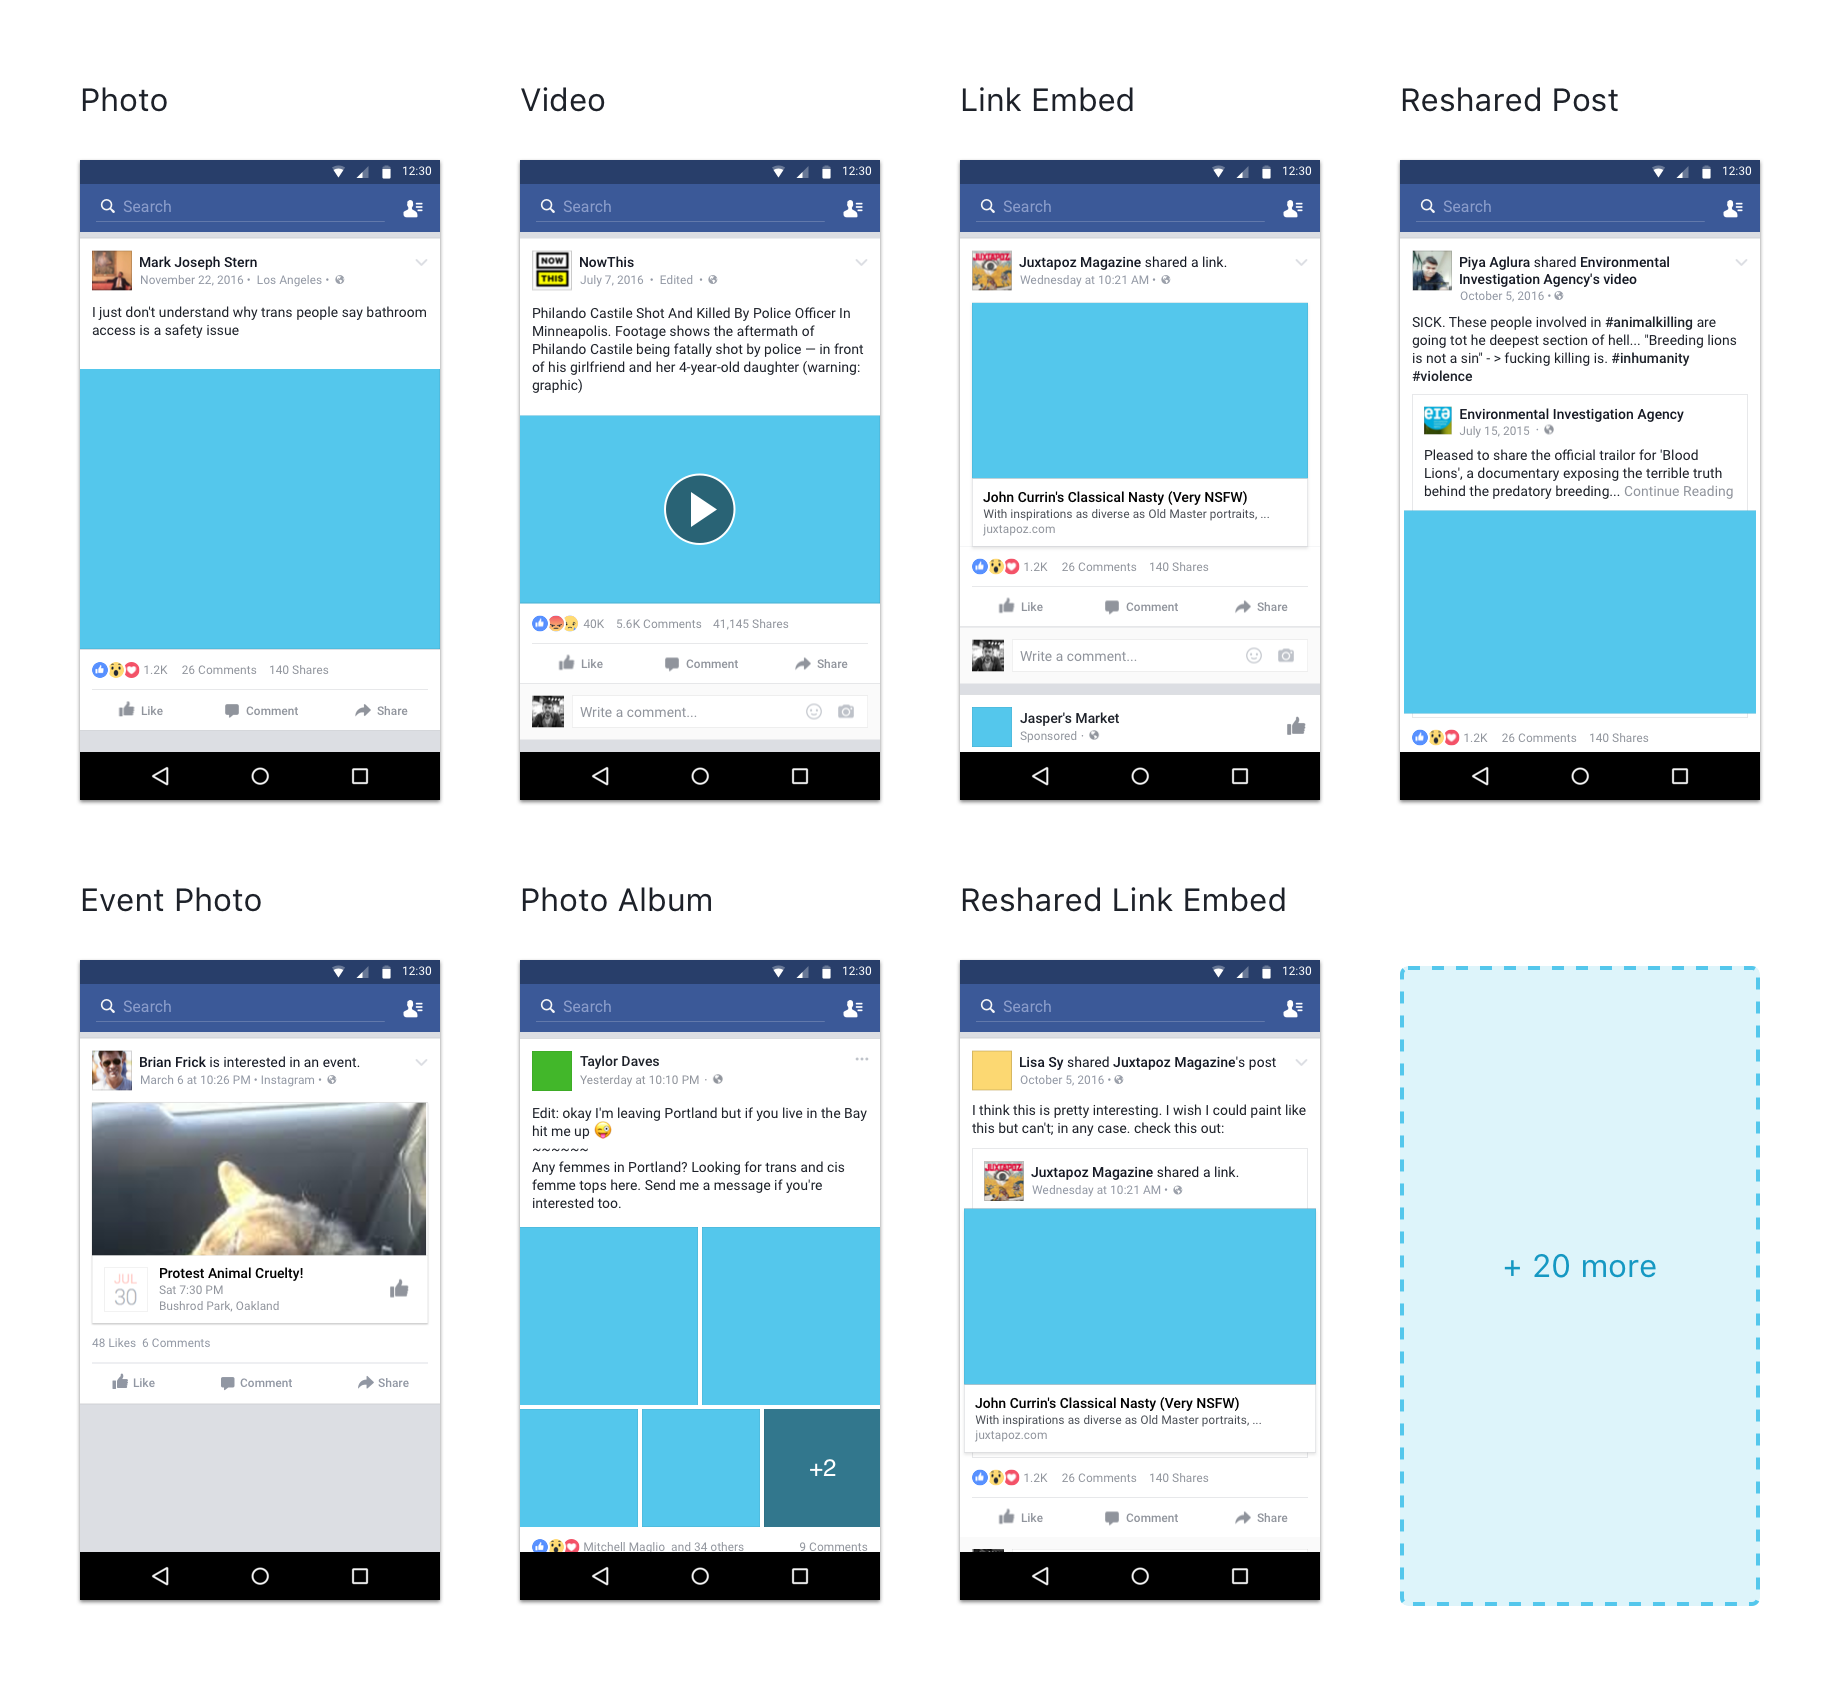 Photo
12:30
Search
Mark Joseph Stern
November 22, 2016 • Los Angeles •
I just don't understand why trans people say bathroom
access is a safety issue
1.2K 26 Comments 140 Shares
Like Comment Share
Video
12:30
Search
NOW
THIS
NowThis
July 7, 2016 • Edited •
Philando Castile Shot And Killed By Police Officer In
Minneapolis. Footage shows the aftermath of
Philando Castile being fatally shot by police — in front
of his girlfriend and her 4-year-old daughter (warning:
graphic)
40K 5.6K Comments 41,145 Shares
Like Comment Share
Write a comment...
Link Embed
12:30
Search
JUXTAPOZ
Juxtapoz Magazine shared a link.
Wednesday at 10:21 AM •
John Currin's Classical Nasty (Very NSFW)
With inspirations as diverse as Old Master portraits, ...
juxtapoz.com
1.2K 26 Comments 140 Shares
Like Comment Share
Write a comment...
Jasper's Market
Sponsored ·
Reshared Post
12:30
Search
Piya Aglura shared Environmental
Investigation Agency's video
October 5, 2016 •
SICK. These people involved in #animalkilling are
going tot he deepest section of hell... "Breeding lions
is not a sin" - > fucking killing is. #inhumanity
#violence
eia
Environmental Investigation Agency
July 15, 2015 ·
Pleased to share the official trailor for 'Blood
Lions', a documentary exposing the terrible truth
behind the predatory breeding... Continue Reading
1.2K 26 Comments 140 Shares
Event Photo
12:30
Search
Brian Frick is interested in an event.
March 6 at 10:26 PM • Instagram •
JUL
30
Protest Animal Cruelty!
Sat 7:30 PM
Bushrod Park, Oakland
48 Likes 6 Comments
Like Comment Share
Photo Album
12:30
Search
Taylor Daves
Yesterday at 10:10 PM ·
Edit: okay I'm leaving Portland but if you live in the Bay
hit me up 😜
~~~~~~
Any femmes in Portland? Looking for trans and cis
femme tops here. Send me a message if you're
interested too.
+2
Mitchell Maglio and 34 others 9 Comments
Reshared Link Embed
12:30
Search
Lisa Sy shared Juxtapoz Magazine's post
October 5, 2016 •
I think this is pretty interesting. I wish I could paint like
this but can't; in any case. check this out:
JUXTAPOZ
Juxtapoz Magazine shared a link.
Wednesday at 10:21 AM •
John Currin's Classical Nasty (Very NSFW)
With inspirations as diverse as Old Master portraits, ...
juxtapoz.com
1.2K 26 Comments 140 Shares
Like Comment Share
+ 20 more